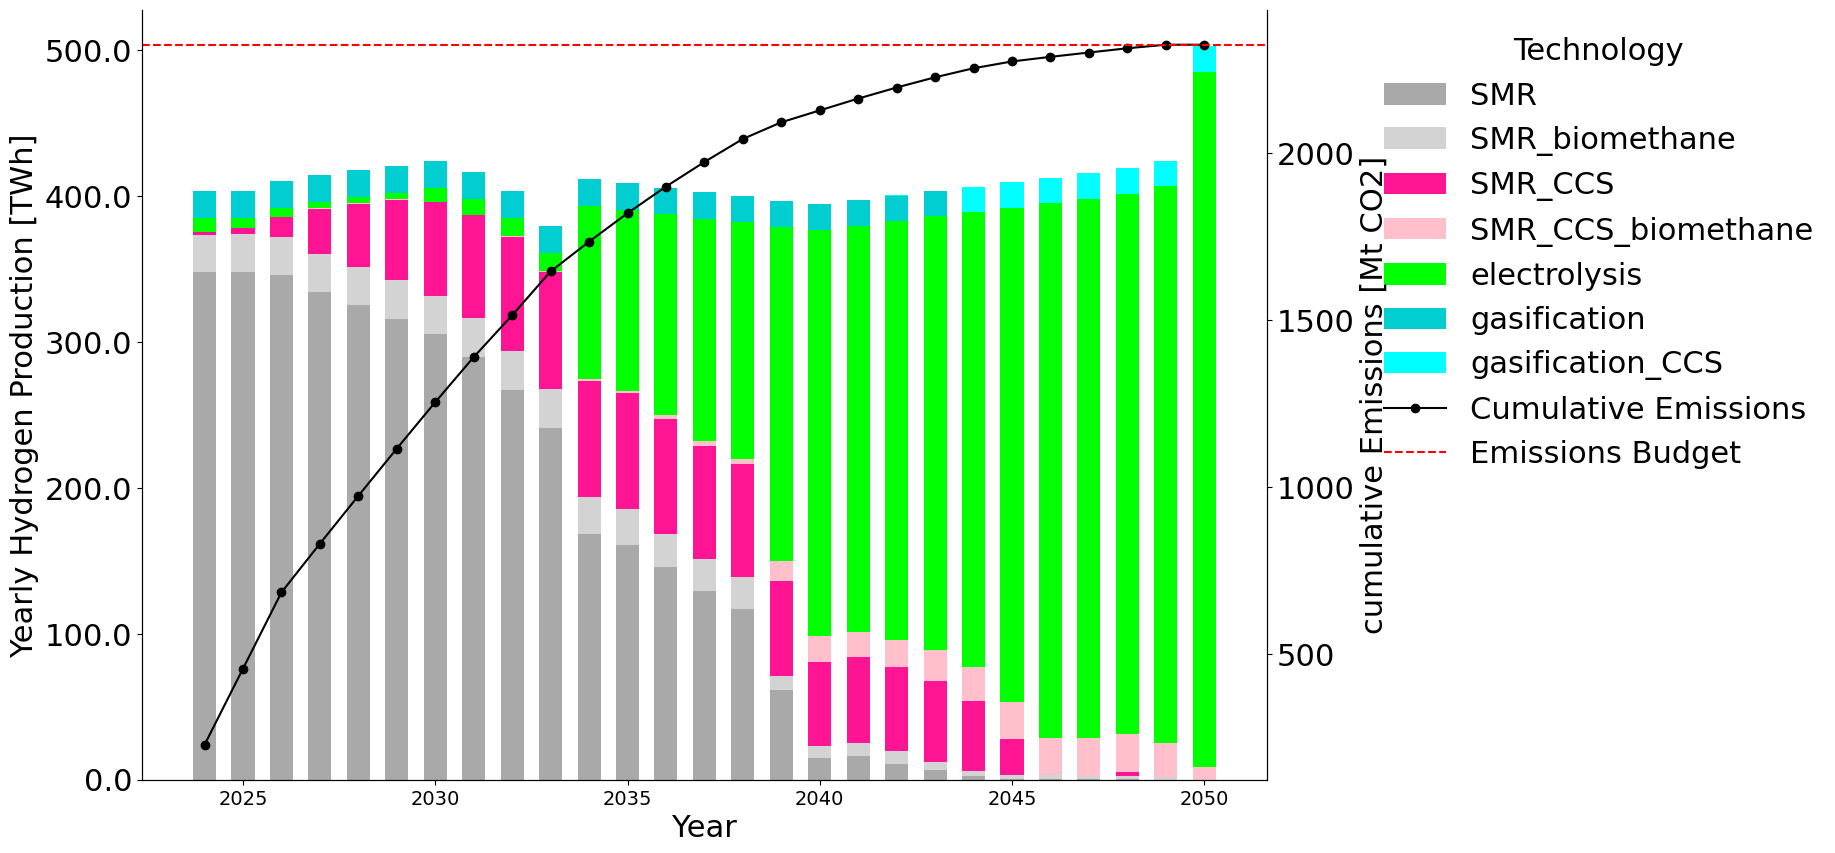 Yearly Hydrogen Production [TWh]
500.0
400.0
300.0
200.0
100.0
0.0
2025
2030
2035
2040
2045
2050
Year
2000
1500
1000
500
cumulative Emissions [Mt CO2]
Technology
SMR
SMR_biomethane
SMR_CCS
SMR_CCS_biomethane
electrolysis
gasification
gasification_CCS
Cumulative Emissions
Emissions Budget